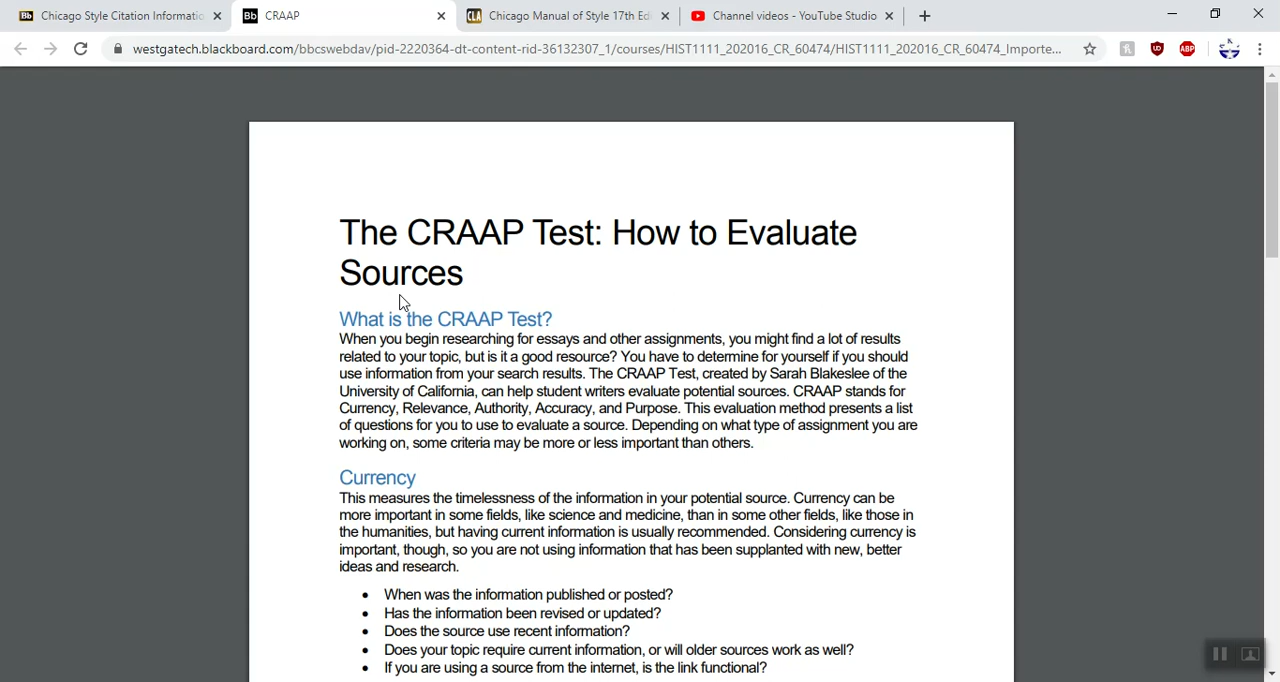 Bb Chicago Style Citation Informatio
Bb CRAAP
CLA Chicago Manual of Style 17th Edi
Channel videos - YouTube Studio
westgatech.blackboard.com/bbcswebdav/pid-2220364-dt-content-rid-36132307_1/courses/HIST1111_202016_CR_60474/HIST1111_202016_CR_60474_Importe...
UD
ABP
The CRAAP Test: How to Evaluate
Sources
What is the CRAAP Test?
When you begin researching for essays and other assignments, you might find a lot of results
related to your topic, but is it a good resource? You have to determine for yourself if you should
use information from your search results. The CRAAP Test, created by Sarah Blakeslee of the
University of California, can help student writers evaluate potential sources. CRAAP stands for
Currency, Relevance, Authority, Accuracy, and Purpose. This evaluation method presents a list
of questions for you to use to evaluate a source. Depending on what type of assignment you are
working on, some criteria may be more or less important than others.
Currency
This measures the timelessness of the information in your potential source. Currency can be
more important in some fields, like science and medicine, than in some other fields, like those in
the humanities, but having current information is usually recommended. Considering currency is
important, though, so you are not using information that has been supplanted with new, better
ideas and research.
• When was the information published or posted?
• Has the information been revised or updated?
• Does the source use recent information?
• Does your topic require current information, or will older sources work as well?
• If you are using a source from the internet, is the link functional?